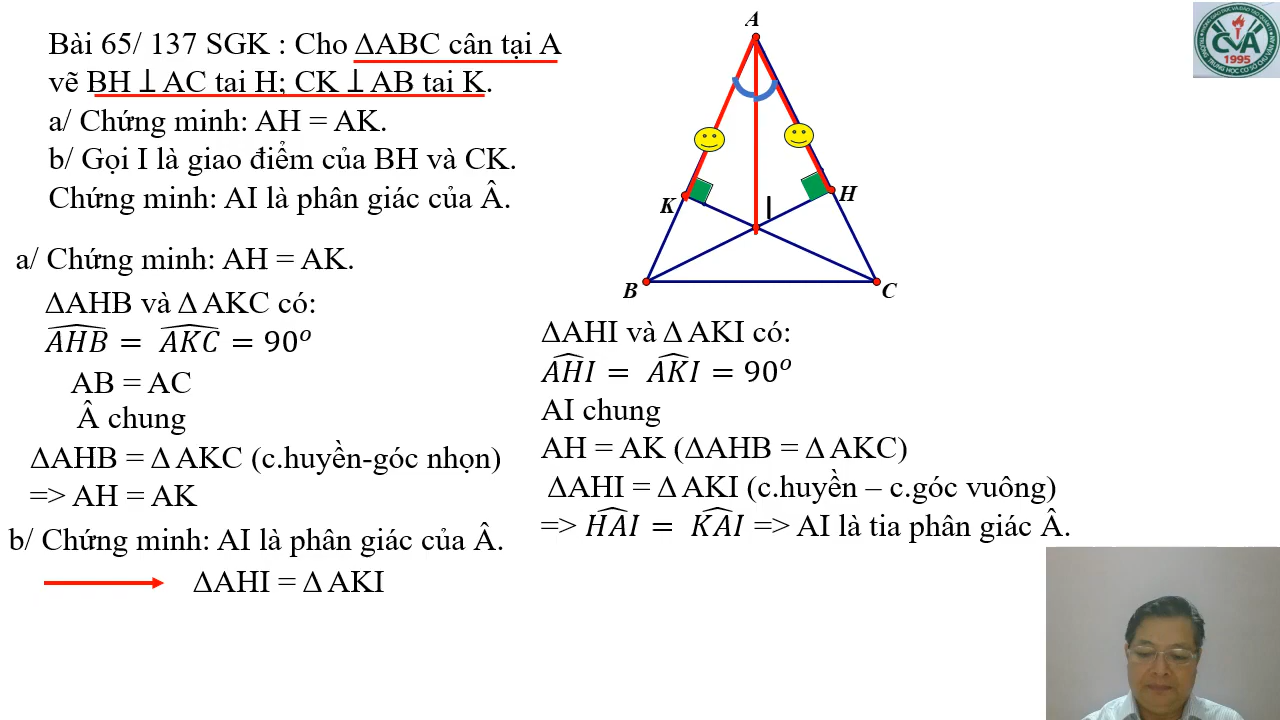 Bài 65/ 137 SGK : Cho ΔABC cân tại A
vẽ BH ⊥ AC tai H; CK ⊥ AB tai K.
a/ Chứng minh: AH = AK.
b/ Gọi I là giao điểm của BH và CK.
Chứng minh: AI là phân giác của Â.
a/ Chứng minh: AH = AK.
ΔAHB và Δ AKC có:
\widehat{AHB} = \widehat{AKC} = 90^o
AB = AC
Â chung
ΔAHB = Δ AKC (c.huyền-góc nhọn)
=> AH = AK
b/ Chứng minh: AI là phân giác của Â.
ΔAHI = Δ AKI
A
K
H
I
B
C
ΔAHI và Δ AKI có:
\widehat{AHI} = \widehat{AKI} = 90^o
AI chung
AH = AK (ΔAHB = Δ AKC)
ΔAHI = Δ AKI (c.huyền – c.góc vuông)
=> \widehat{HAI} = \widehat{KAI} => AI là tia phân giác Â.
CVA
1995